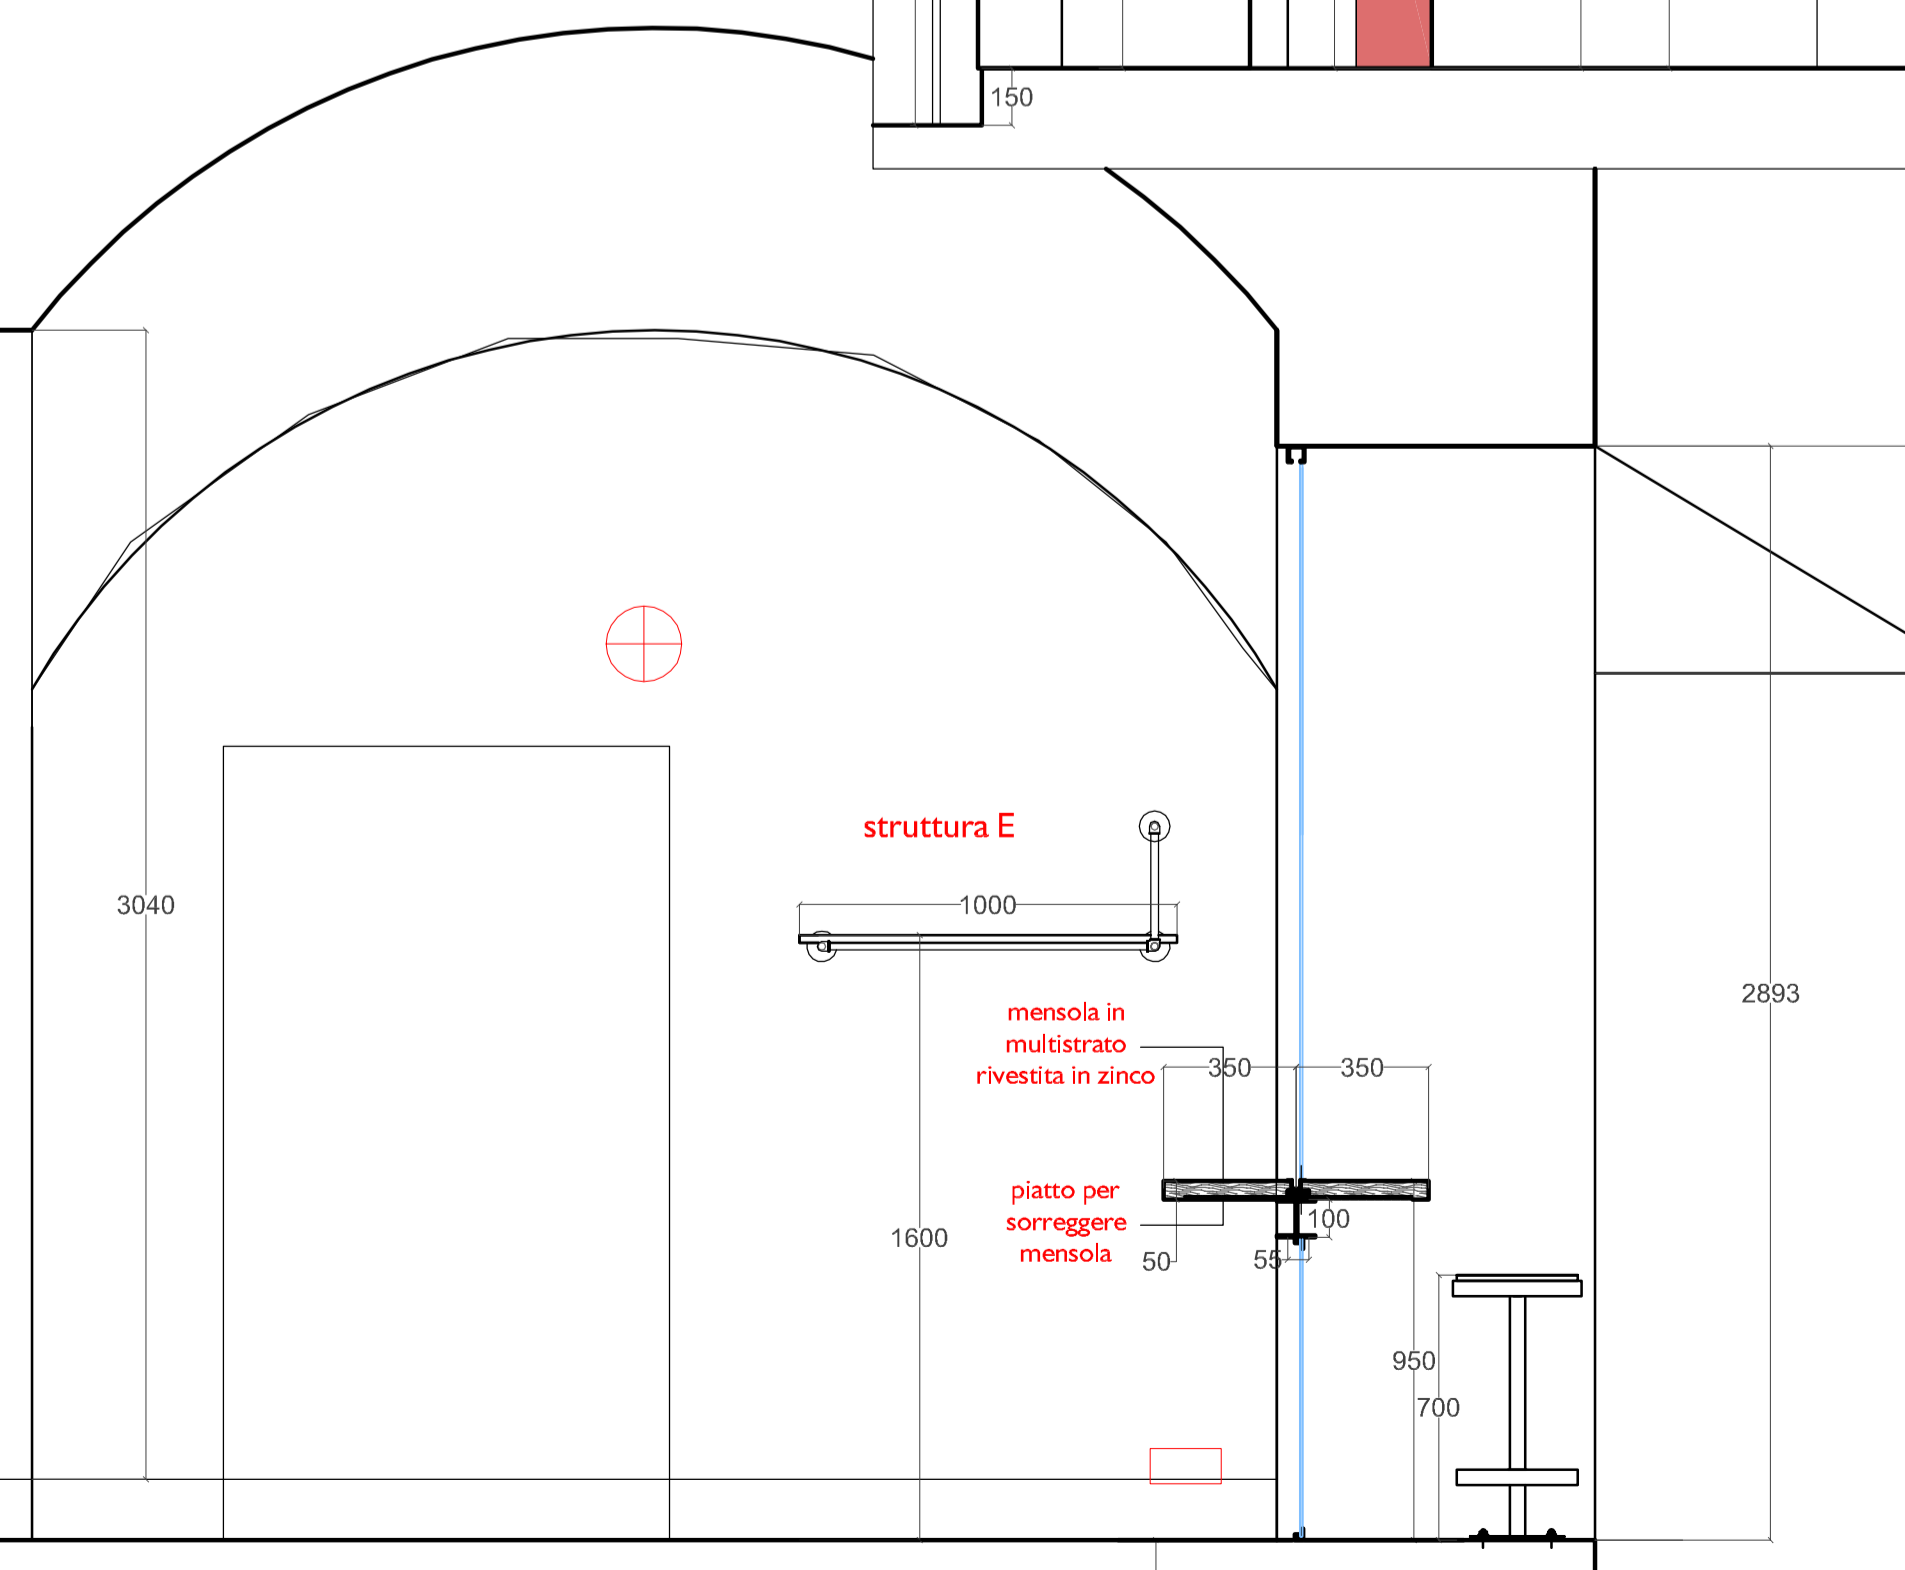 150
struttura E
3040
1000
2893
mensola in
multistrato
rivestita in zinco
350
350
piatto per
sorreggere
mensola
100
1600
50
55
950
700